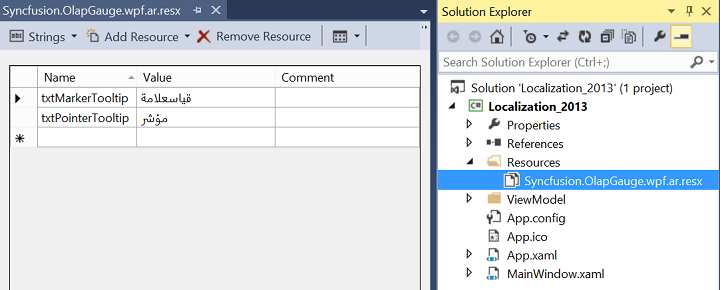 Syncfusion.OlapGauge.wpf.ar.resx
Strings
Add Resource
Remove Resource
Name Value Comment
txtMarkerTooltip قياسعلامة
txtPointerTooltip مؤشر
Solution Explorer
Search Solution Explorer (Ctrl+;)
Solution 'Localization_2013' (1 project)
C# Localization_2013
Properties
References
Resources
Syncfusion.OlapGauge.wpf.ar.resx
ViewModel
App.config
App.ico
App.xaml
MainWindow.xaml